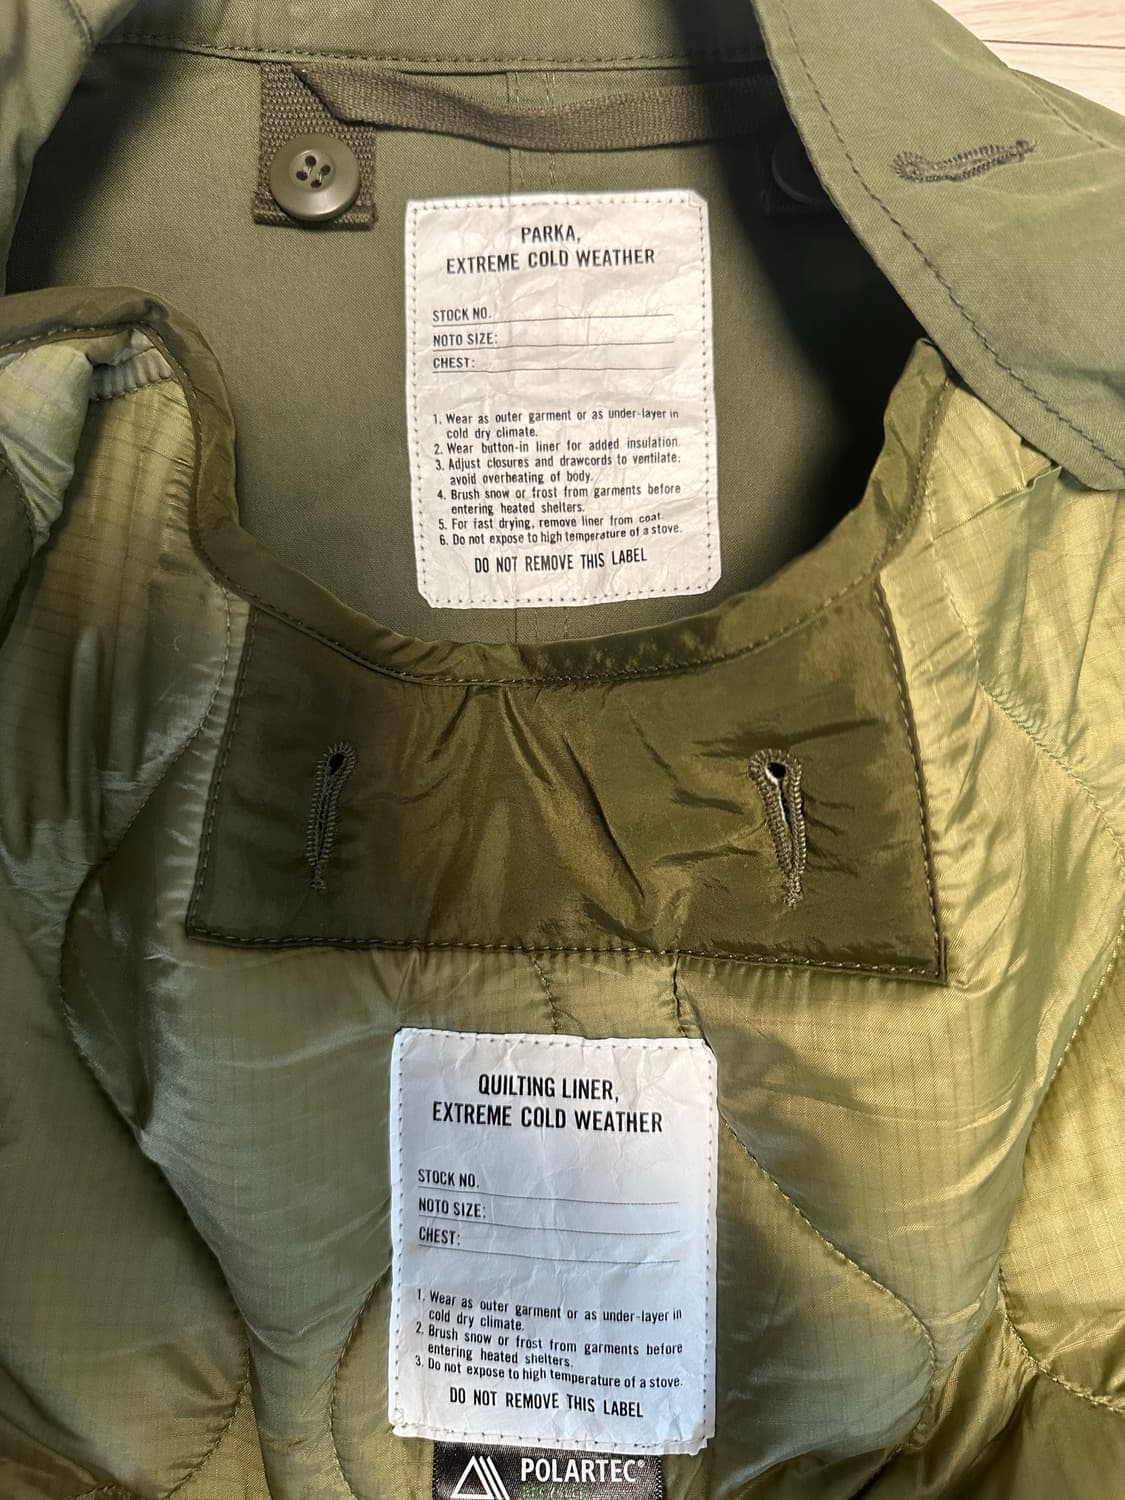 PARKA,
EXTREME COLD WEATHER
STOCK NO.
NOTO SIZE:
CHEST:
1. Wear as outer garment or as under-layer in
cold dry climate.
2. Wear button-in liner for added insulation.
3. Adjust closures and drawcords to ventilate:
avoid overheating of body.
4. Brush snow or frost from garments before
entering heated shelters.
5. For fast drying, remove liner from coat.
6. Do not expose to high temperature of a stove.
DO NOT REMOVE THIS LABEL
QUILTING LINER,
EXTREME COLD WEATHER
STOCK NO.
NOTO SIZE:
CHEST:
1. Wear as outer garment or as under-layer in
cold dry climate.
2. Brush snow or frost from garments before
entering heated shelters.
3. Do not expose to high temperature of a stove.
DO NOT REMOVE THIS LABEL
POLARTEC®